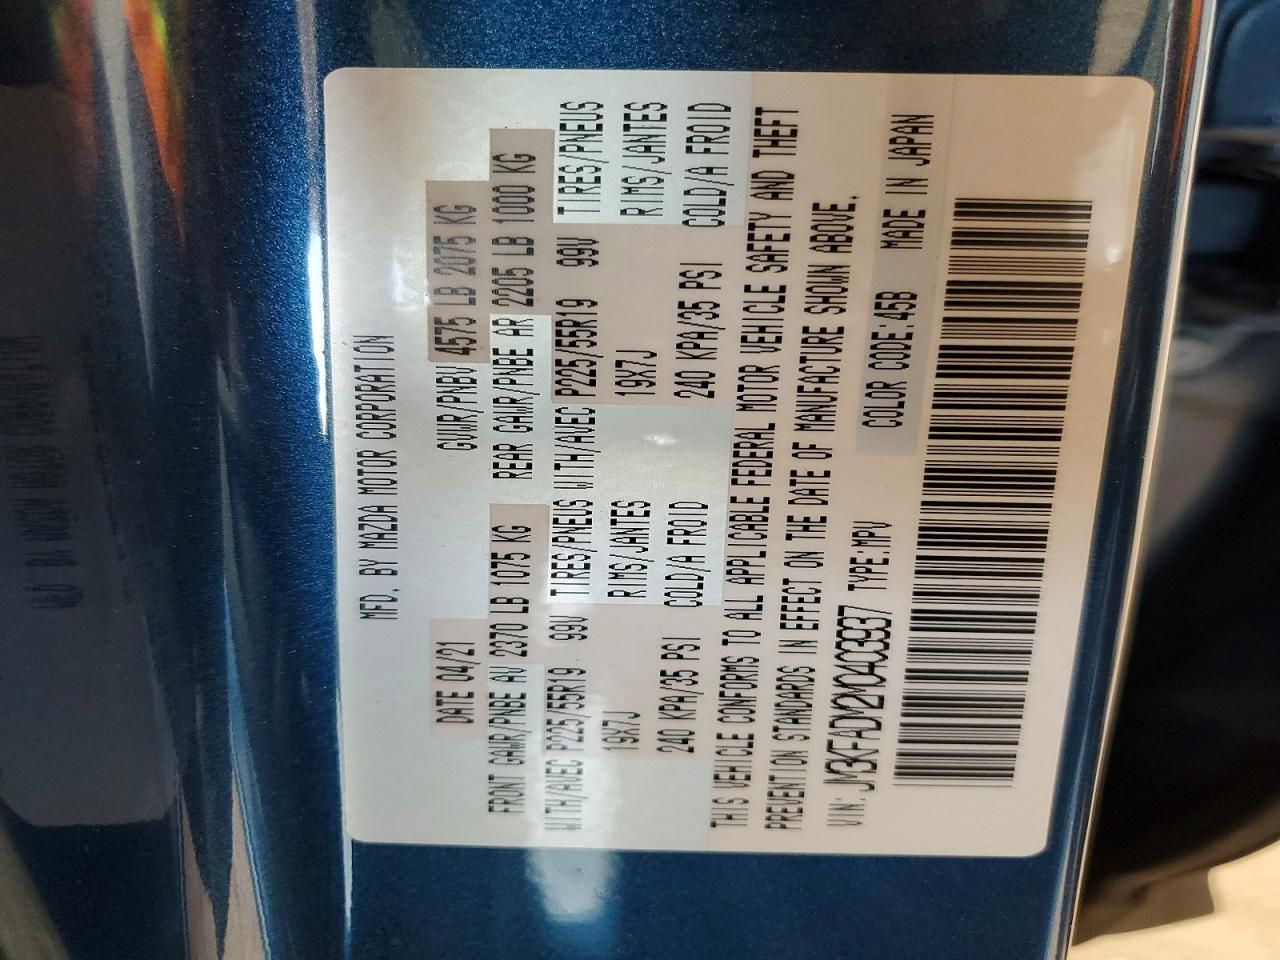 MFD. BY MAZDA MOTOR CORPORATION
DATE 04/21 GVWR/PNBV 4575 LB 2075 KG
FRONT GAWR/PNBE AV 2370 LB 1075 KG REAR GAWR/PNBE AR 2205 LB 1000 KG
WITH/AVEC P225/55R19 99V TIRES/PNEUS WITH/AVEC P225/55R19 99V TIRES/PNEUS
19X7J RIMS/JANTES 19X7J RIMS/JANTES
240 KPA/35 PSI COLD/A FROID 240 KPA/35 PSI COLD/A FROID
THIS VEHICLE CONFORMS TO ALL APPLICABLE FEDERAL MOTOR VEHICLE SAFETY AND THEFT
PREVENTION STANDARDS IN EFFECT ON THE DATE OF MANUFACTURE SHOWN ABOVE.
VIN: JM3KFADM2M0403937 TYPE:MPV
COLOR CODE:45B MADE IN JAPAN